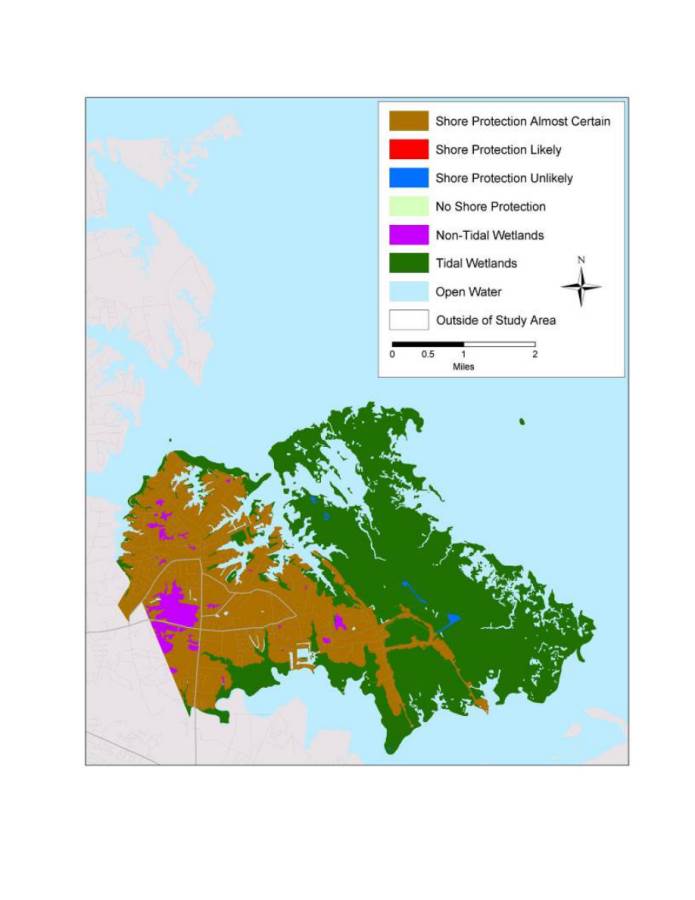 Shore Protection Almost Certain
Shore Protection Likely
Shore Protection Unlikely
No Shore Protection
Non-Tidal Wetlands
Tidal Wetlands
N
Open Water
Outside of Study Area
0 0.5 1 2
Miles